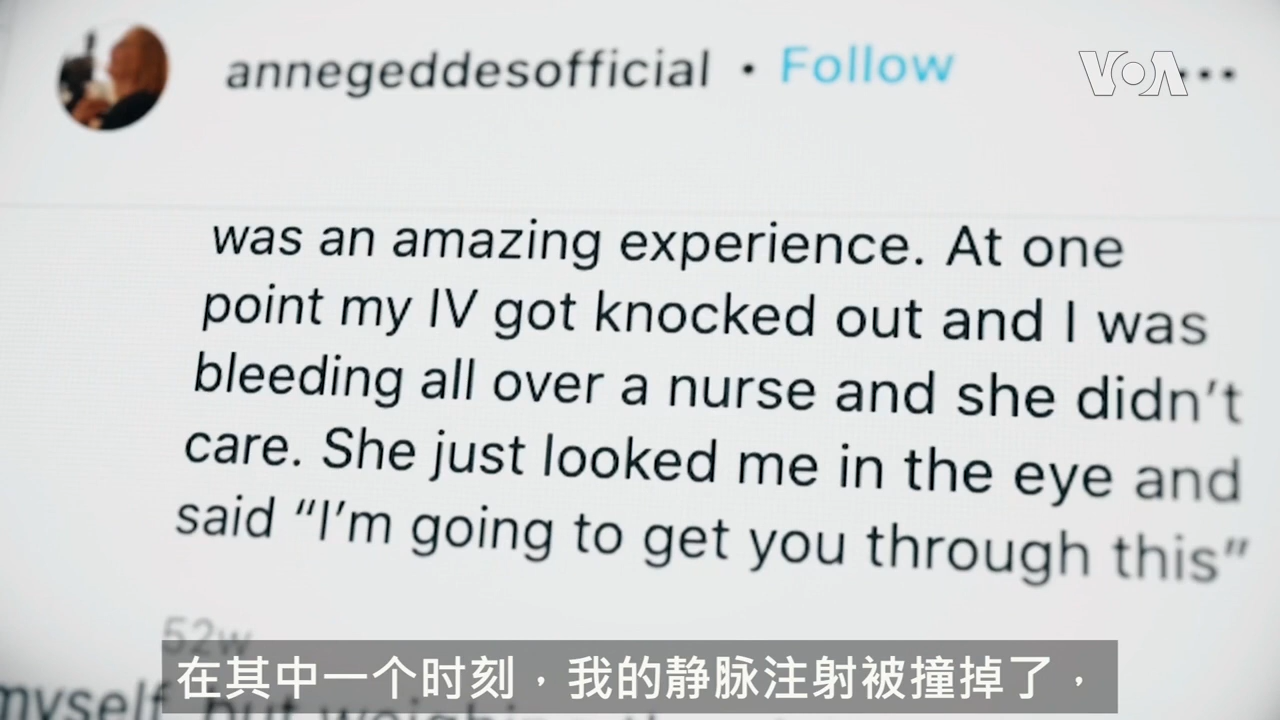 annegeddesofficial • Follow
VOA
...
was an amazing experience. At one
point my IV got knocked out and I was
bleeding all over a nurse and she didn’t
care. She just looked me in the eye and
said “I’m going to get you through this”
52w
在其中一个时刻，我的静脉注射被撞掉了，
myself, but weighing